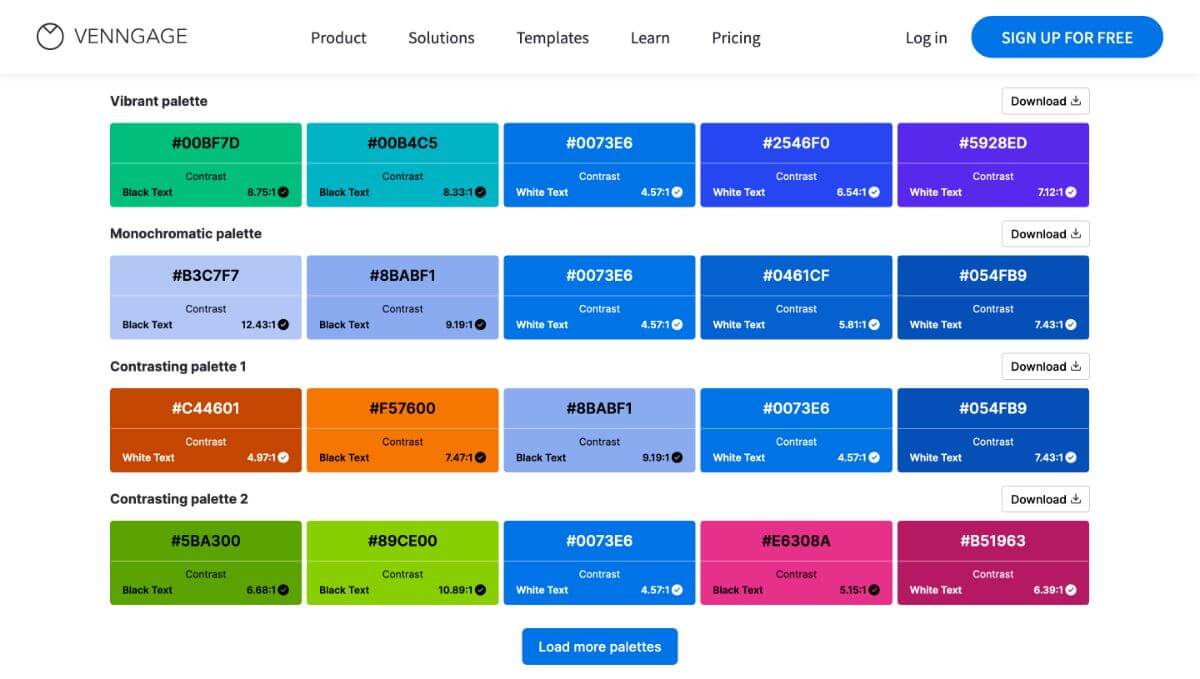 VENNGAGE Product Solutions Templates Learn Pricing Log in SIGN UP FOR FREE
Vibrant palette Download
#00BF7D #00B4C5 #0073E6 #2546F0 #5928ED
Contrast Contrast Contrast Contrast Contrast
Black Text 8.75:1 Black Text 8.33:1 White Text 4.57:1 White Text 6.54:1 White Text 7.12:1
Monochromatic palette Download
#B3C7F7 #8BABF1 #0073E6 #0461CF #054FB9
Contrast Contrast Contrast Contrast Contrast
Black Text 12.43:1 Black Text 9.19:1 White Text 4.57:1 White Text 5.81:1 White Text 7.43:1
Contrasting palette 1 Download
#C44601 #F57600 #8BABF1 #0073E6 #054FB9
Contrast Contrast Contrast Contrast Contrast
White Text 4.97:1 Black Text 7.47:1 Black Text 9.19:1 White Text 4.57:1 White Text 7.43:1
Contrasting palette 2 Download
#5BA300 #89CE00 #0073E6 #E6308A #B51963
Contrast Contrast Contrast Contrast Contrast
Black Text 6.68:1 Black Text 10.89:1 White Text 4.57:1 Black Text 5.15:1 White Text 6.39:1
Load more palettes